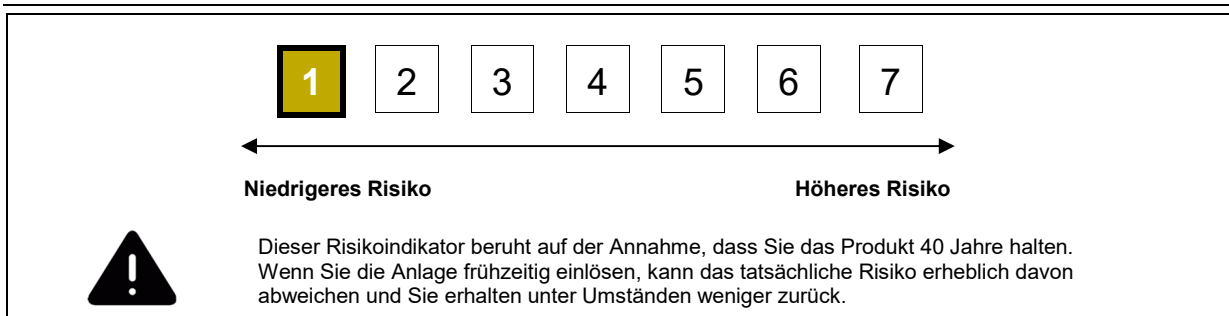 1 2 3 4 5 6 7
Niedrigeres Risiko Höheres Risiko
Dieser Risikoindikator beruht auf der Annahme, dass Sie das Produkt 40 Jahre halten.
Wenn Sie die Anlage frühzeitig einlösen, kann das tatsächliche Risiko erheblich davon
abweichen und Sie erhalten unter Umständen weniger zurück.